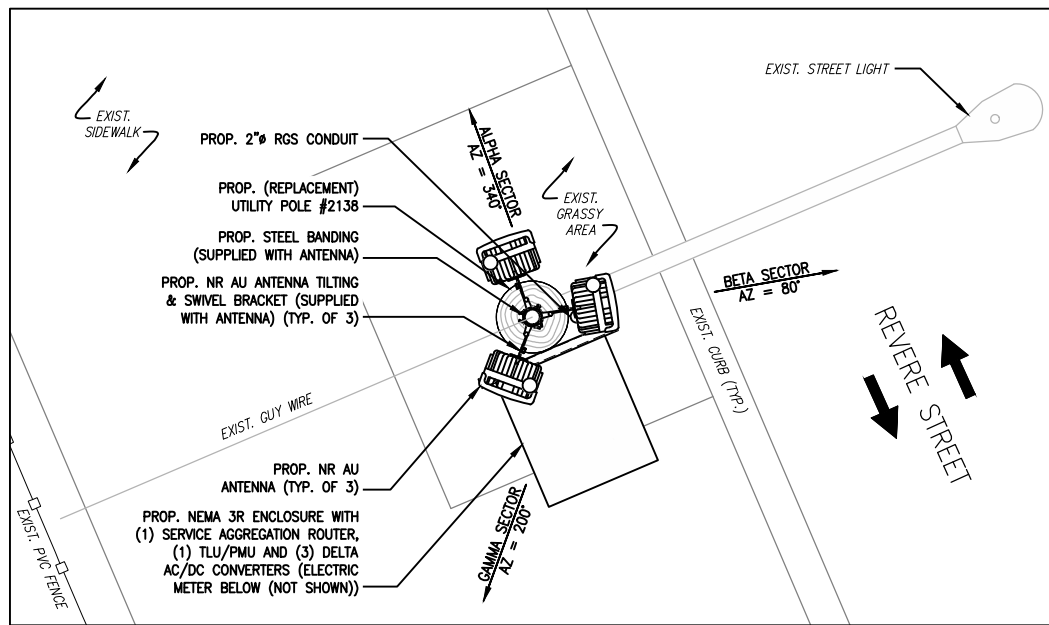 EXIST. STREET LIGHT
EXIST.
SIDEWALK
PROP. 2"ø RGS CONDUIT
ALPHA SECTOR
AZ = 340°
PROP. (REPLACEMENT)
UTILITY POLE #2138
EXIST.
GRASSY
AREA
PROP. STEEL BANDING
(SUPPLIED WITH ANTENNA)
PROP. NR AU ANTENNA TILTING
& SWIVEL BRACKET (SUPPLIED
WITH ANTENNA) (TYP. OF 3)
BETA SECTOR
AZ = 80°
EXIST. CURB (TYP.)
REVERE STREET
EXIST. GUY WIRE
PROP. NR AU
ANTENNA (TYP. OF 3)
PROP. NEMA 3R ENCLOSURE WITH
(1) SERVICE AGGREGATION ROUTER,
(1) TLU/PMU AND (3) DELTA
AC/DC CONVERTERS (ELECTRIC
METER BELOW (NOT SHOWN))
GAMMA SECTOR
AZ = 200°
EXIST. PVC FENCE